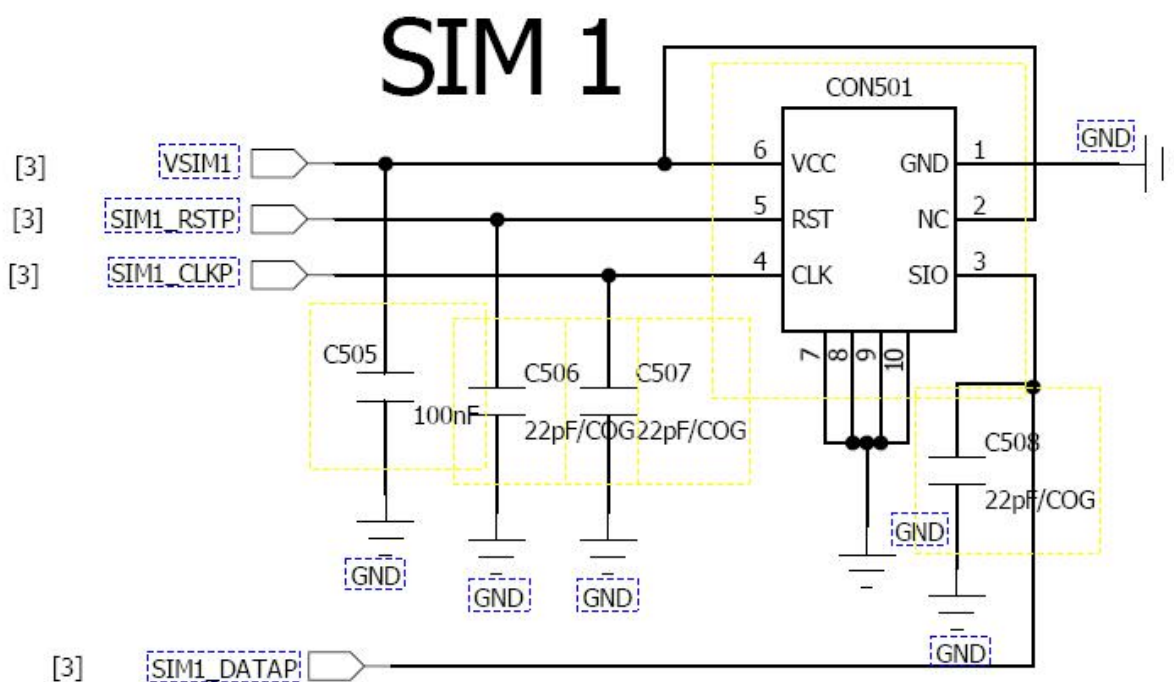 SIM 1
CON501
[3] VSIM1 6 VCC GND 1 GND
[3] SIM1_RSTP 5 RST NC 2
[3] SIM1_CLKP 4 CLK SIO 3
7 8 9 10
C505
100nF
C506
22pF/COG
C507
22pF/COG
C508
22pF/COG
GND
GND
GND
GND
GND
[3] SIM1_DATAP